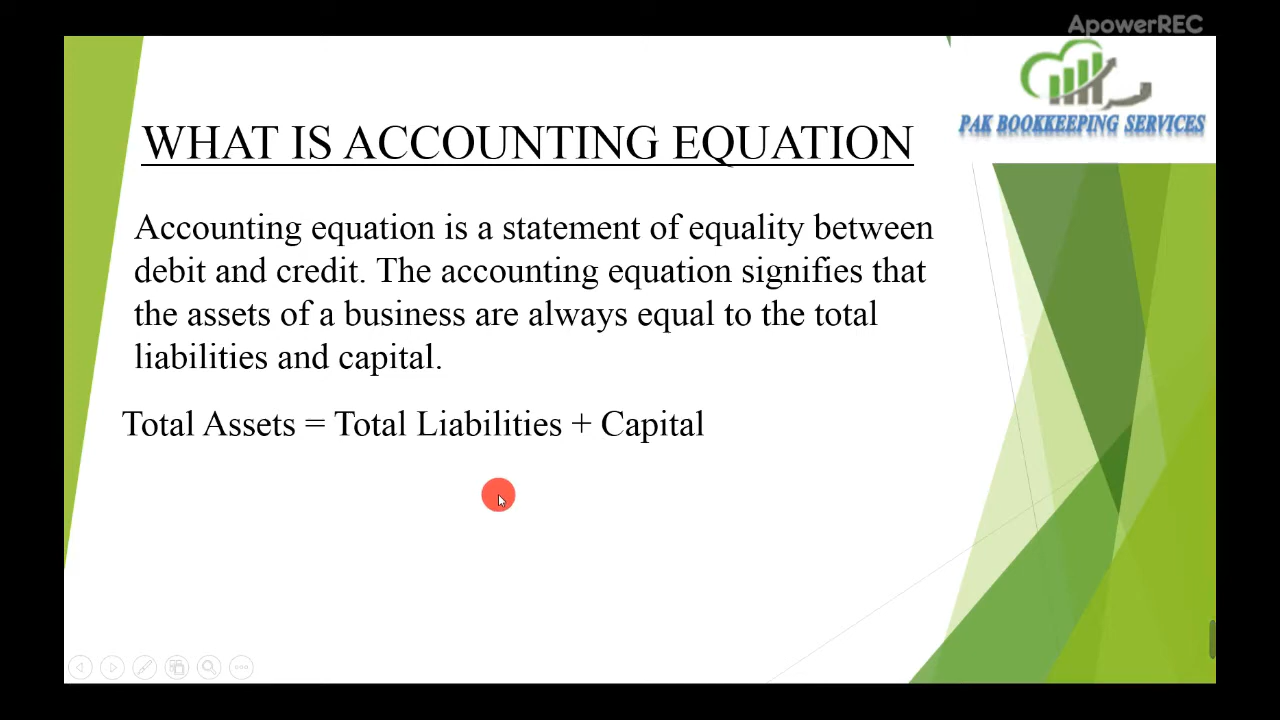 ApowerREC
PAK BOOKKEEPING SERVICES
WHAT IS ACCOUNTING EQUATION
Accounting equation is a statement of equality between
debit and credit. The accounting equation signifies that
the assets of a business are always equal to the total
liabilities and capital.
Total Assets = Total Liabilities + Capital